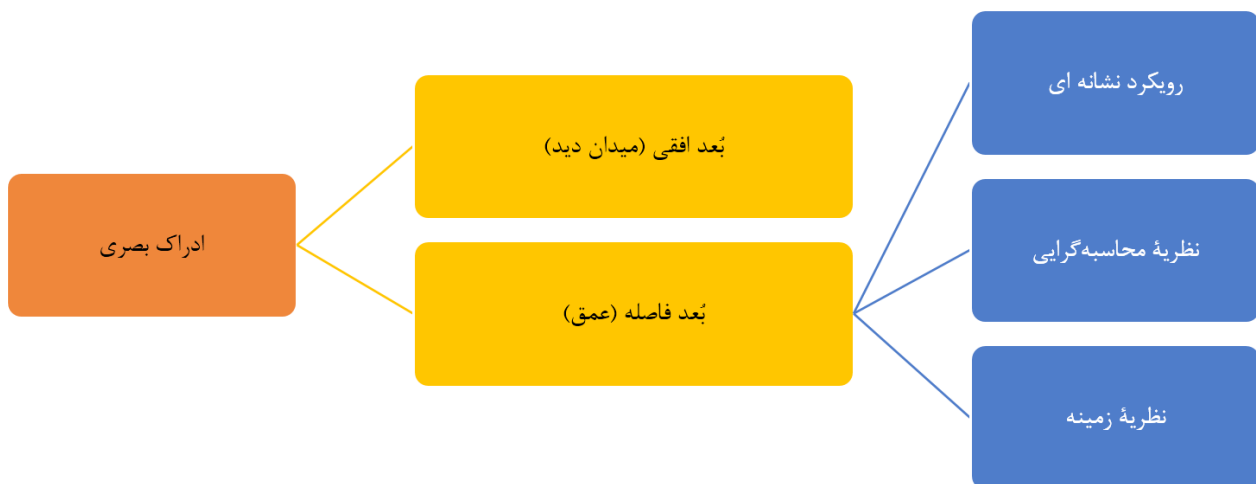 ادراک بصری
بُعد افقی (میدان دید)
بُعد فاصله (عمق)
رویکرد نشانه ای
نظریهٔ محاسبه‌گرایی
نظریهٔ زمینه